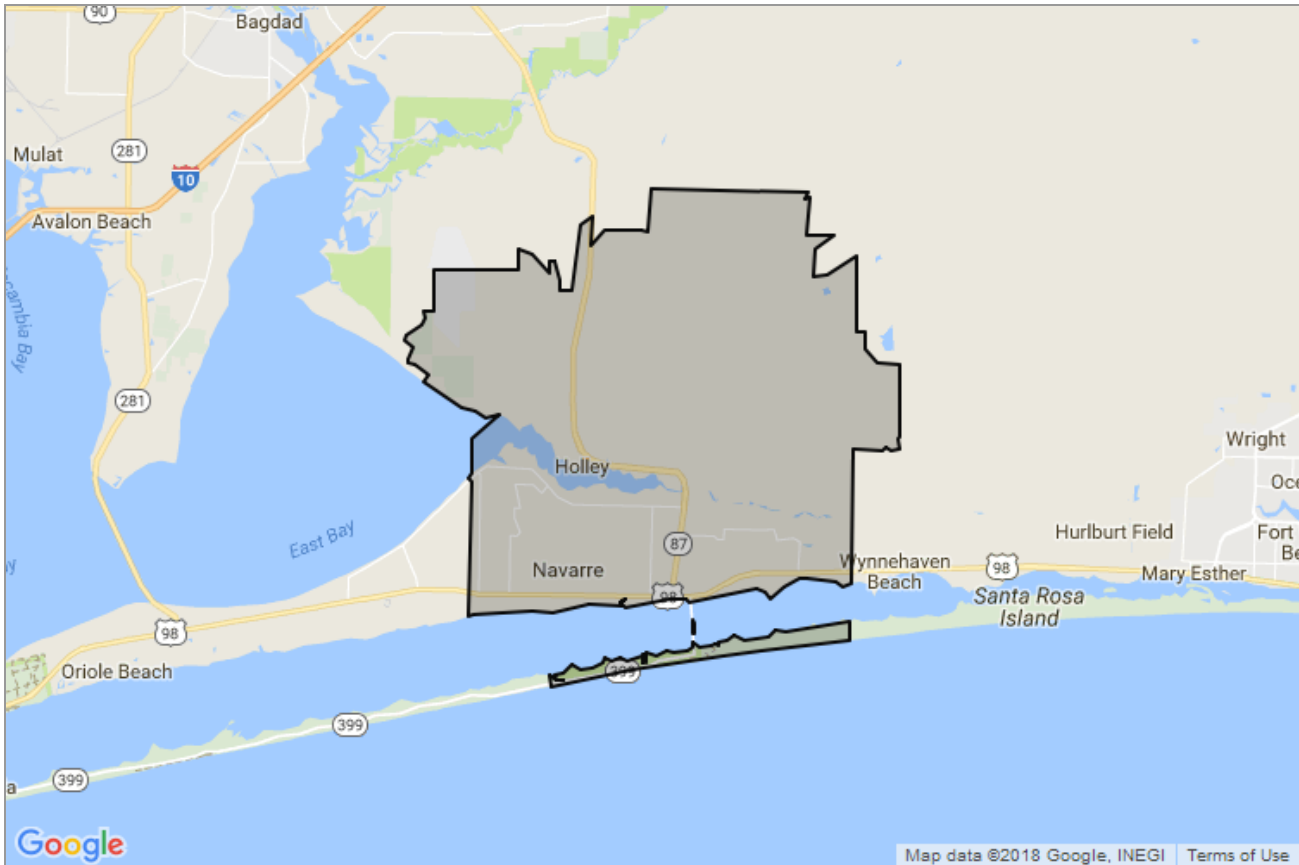 90
Bagdad
281
Mulat
10
Avalon Beach
281
Holley
Wright
East Bay
87
Hurlburt Field
Fort
Navarre
Wynnehaven
Beach
98
Mary Esther
98
Santa Rosa
Island
98
Oriole Beach
399
399
399
a
Google
Map data ©2018 Google, INEGI
Terms of Use